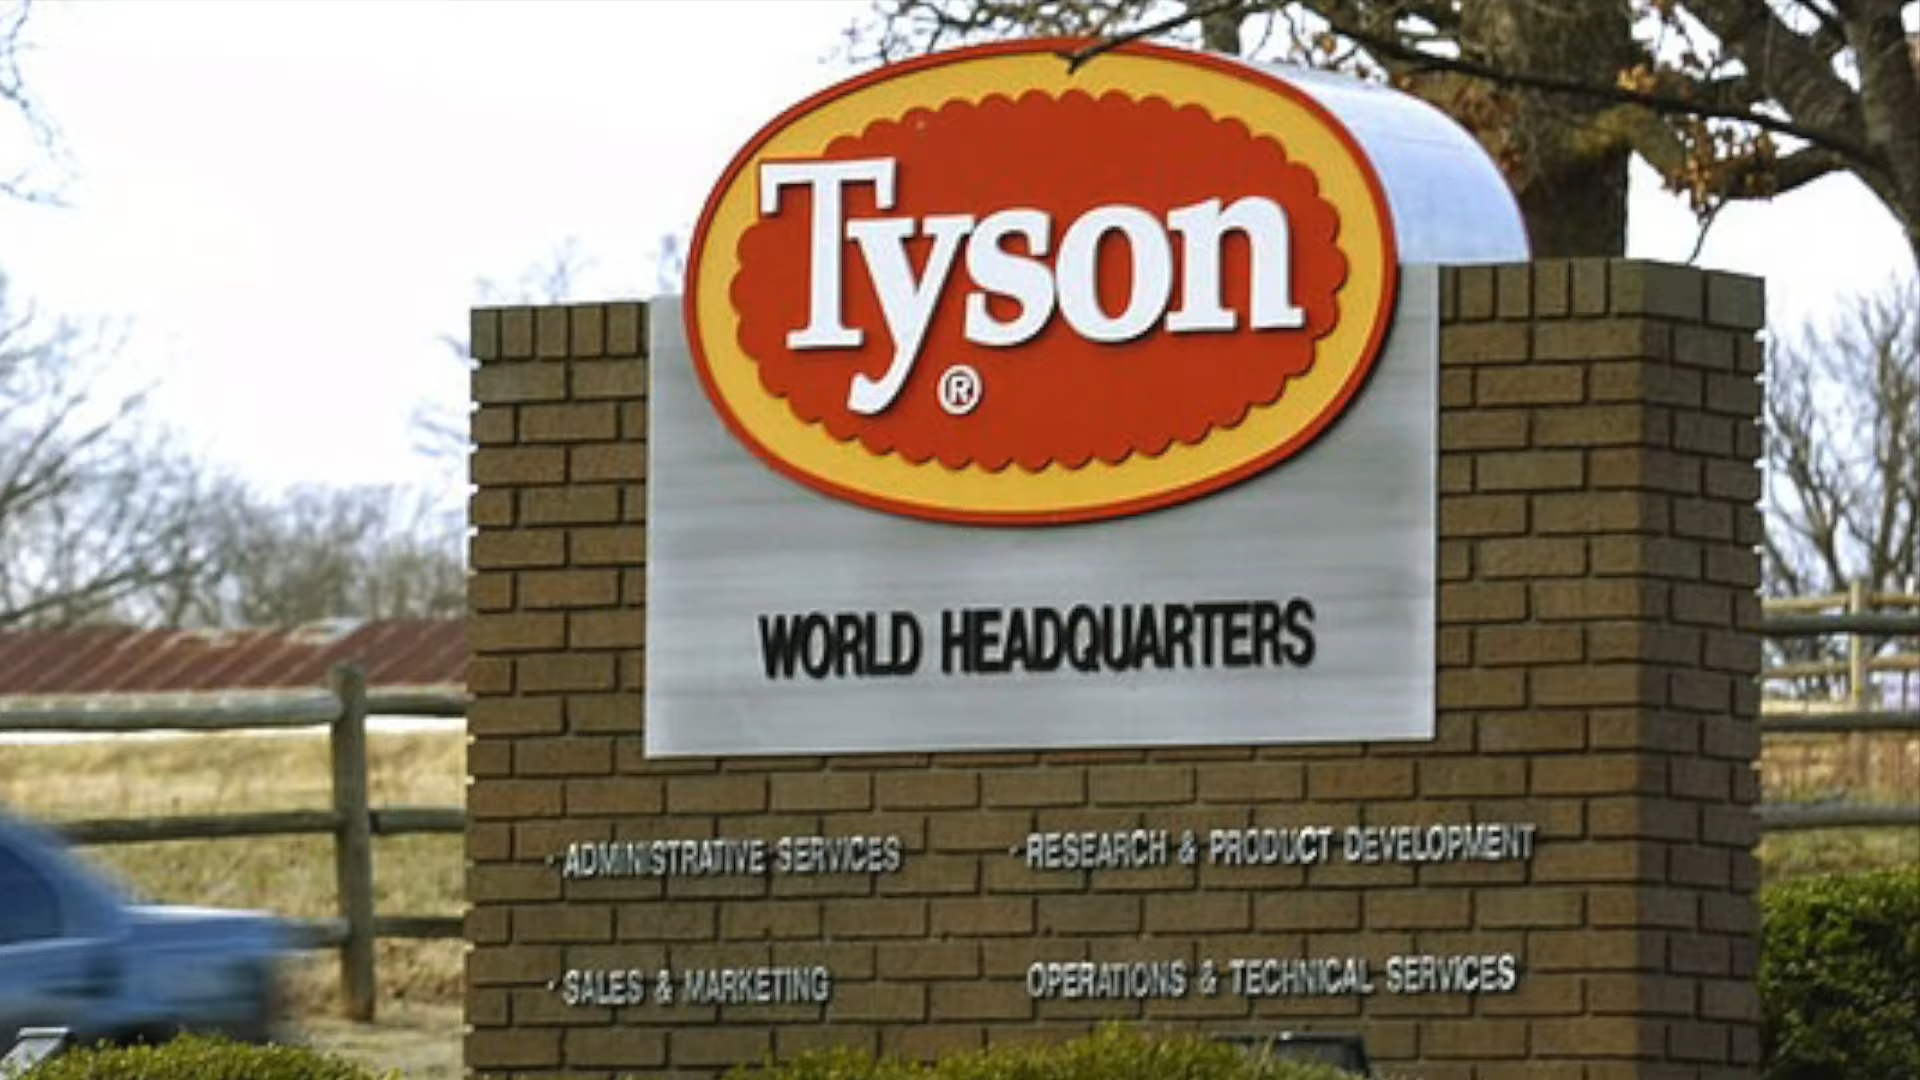 Tyson
®
WORLD HEADQUARTERS
· ADMINISTRATIVE SERVICES
· RESEARCH & PRODUCT DEVELOPMENT
· SALES & MARKETING
OPERATIONS & TECHNICAL SERVICES